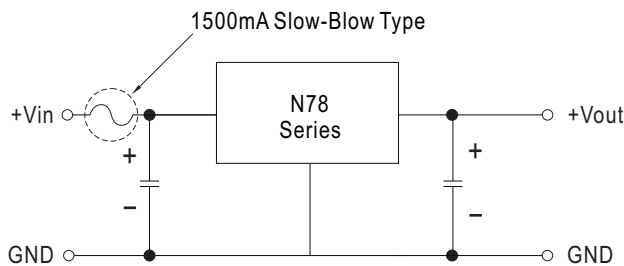 1500mA Slow-Blow Type
+Vin
N78
Series
+Vout
+
+
−
−
GND
GND